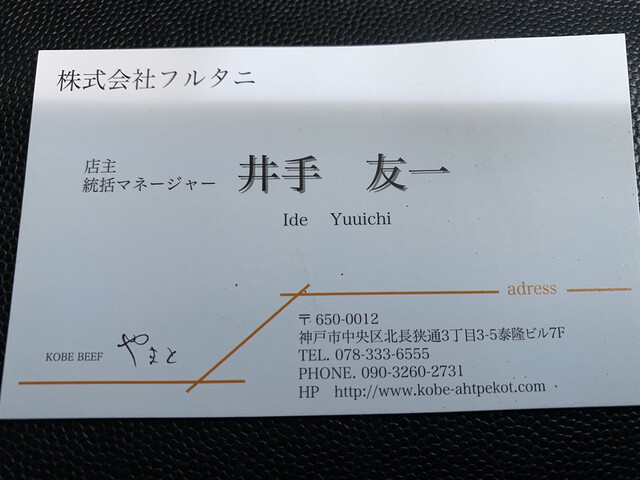 株式会社フルタニ
店主
統括マネージャー 井手 友一
Ide Yuuichi
adress
〒650-0012
神戸市中央区北長狭通3丁目3-5泰隆ビル7F
TEL. 078-333-6555
PHONE. 090-3260-2731
HP http://www.kobe-ahtpekot.com
KOBE BEEF やまと